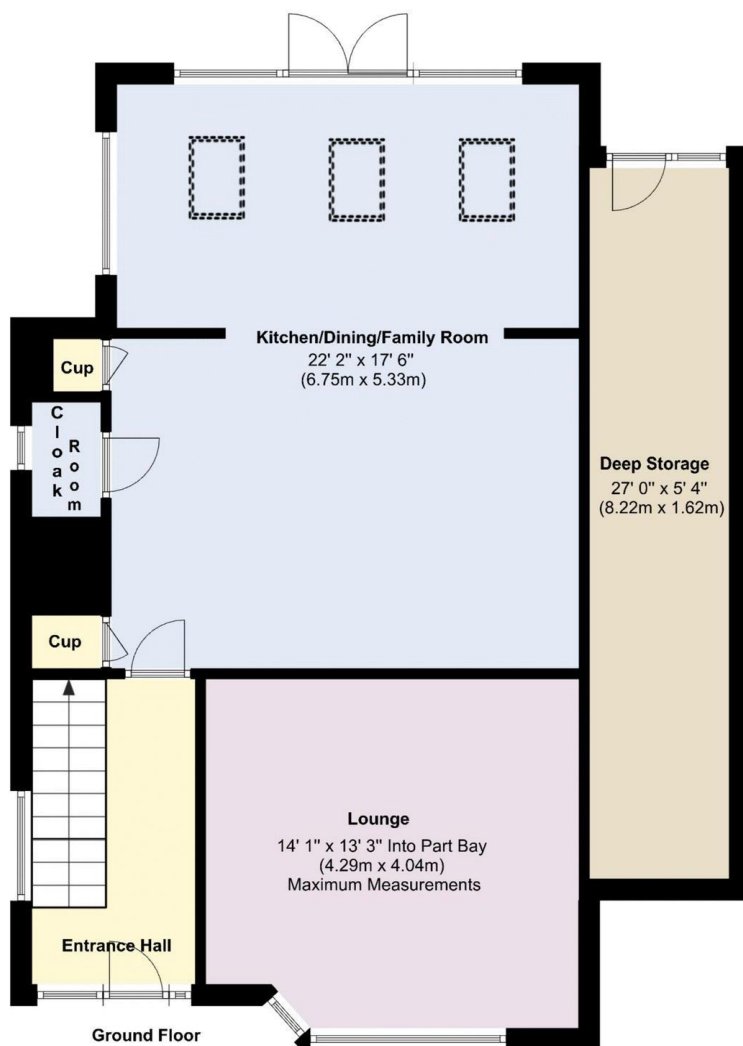 Kitchen/Dining/Family Room
22' 2" x 17' 6"
(6.75m x 5.33m)
Cup
Cloak
Room
Deep Storage
27' 0" x 5' 4"
(8.22m x 1.62m)
Cup
Lounge
14' 1" x 13' 3" Into Part Bay
(4.29m x 4.04m)
Maximum Measurements
Entrance Hall
Ground Floor